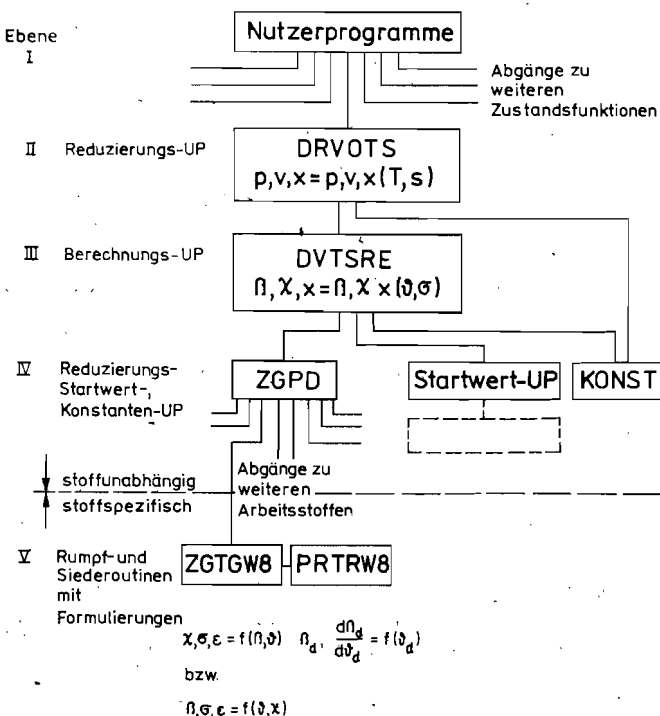 Ebene
I
Nutzerprogramme
Abgänge zu
weiteren
Zustandsfunktionen
II Reduzierungs-UP
DRVOTS
p,v,x = p,v,x (T,s)
III Berechnungs-UP
DVTSRE
β, χ, x = β, χ x (ϑ,σ)
IV Reduzierungs-
Startwert-,
Konstanten-UP
ZGPD
Startwert-UP
KONST
stoffunabhängig
stoffspezifisch
Abgänge zu
weiteren
Arbeitsstoffen
V Rumpf-und
Siederoutinen
mit
Formulierungen
ZGTGW8
PRTRW8
χ,σ,ε = f(β,ϑ) β_d, dβ_d/dϑ_d = f(ϑ_d)
bzw.
β,σ,ε = f(ϑ,χ)